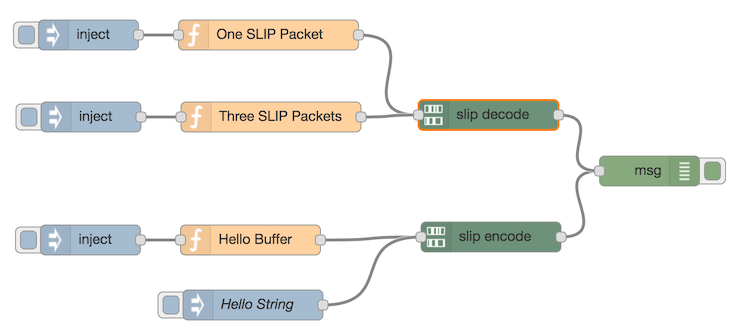 inject
One SLIP Packet
inject
Three SLIP Packets
slip decode
msg
inject
Hello Buffer
slip encode
Hello String